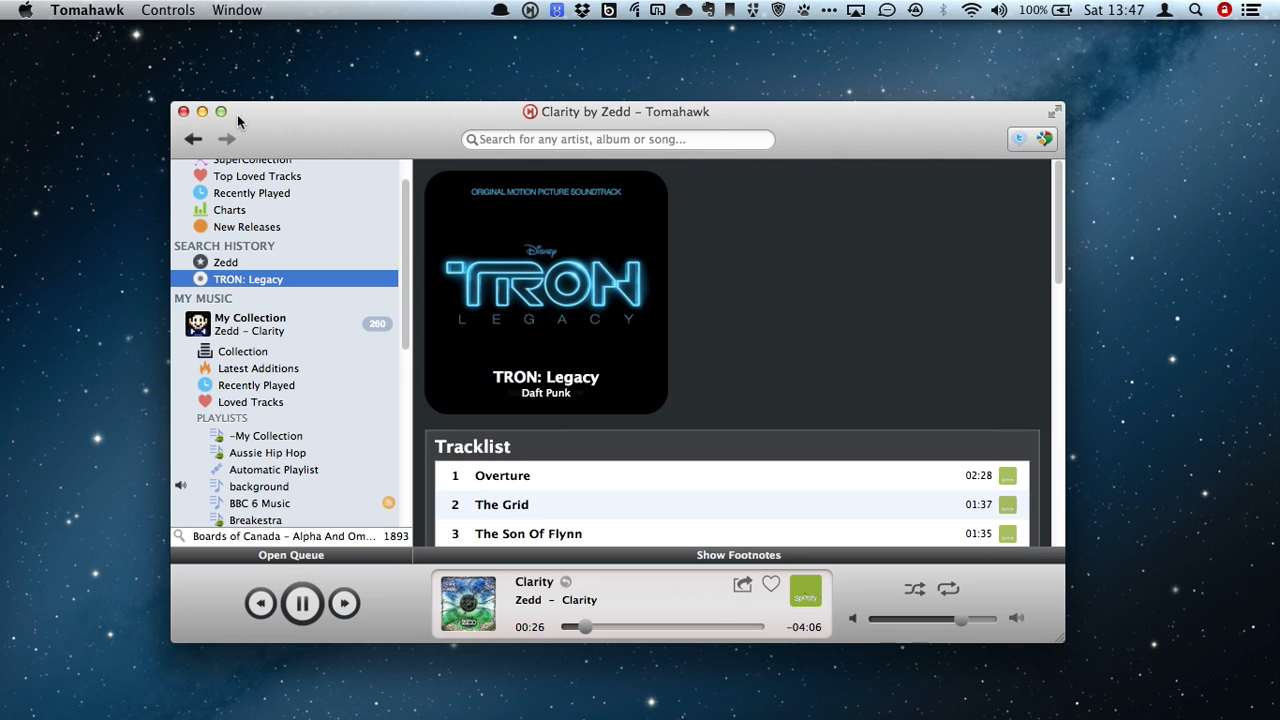 Tomahawk Controls Window 100% Sat 13:47
Clarity by Zedd – Tomahawk
Search for any artist, album or song...
SuperCollection
Top Loved Tracks
Recently Played
Charts
New Releases
SEARCH HISTORY
Zedd
TRON: Legacy
MY MUSIC
My Collection
Zedd – Clarity
260
Collection
Latest Additions
Recently Played
Loved Tracks
PLAYLISTS
-My Collection
Aussie Hip Hop
Automatic Playlist
background
BBC 6 Music
Breakestra
Boards of Canada – Alpha And Om... 1893
Open Queue
ORIGINAL MOTION PICTURE SOUNDTRACK
Disney
TRON
LEGACY
TRON: Legacy
Daft Punk
Tracklist
1 Overture 02:28
2 The Grid 01:37
3 The Son Of Flynn 01:35
Show Footnotes
Clarity
Zedd – Clarity
Spotify
00:26 -04:06